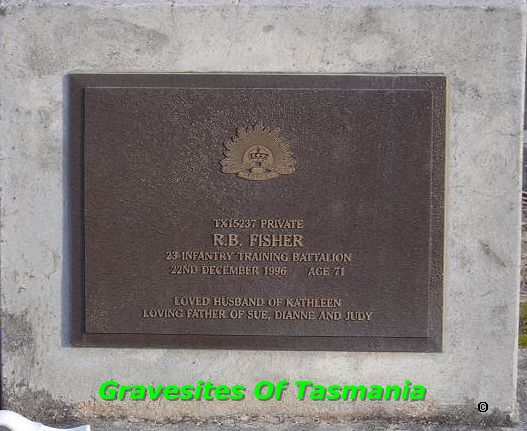 TX15237 PRIVATE
R.B. FISHER
23 INFANTRY TRAINING BATTALION
22ND DECEMBER 1996 AGE 71
LOVED HUSBAND OF KATHLEEN
LOVING FATHER OF SUE, DIANNE AND JUDY
Gravesites Of Tasmania
©